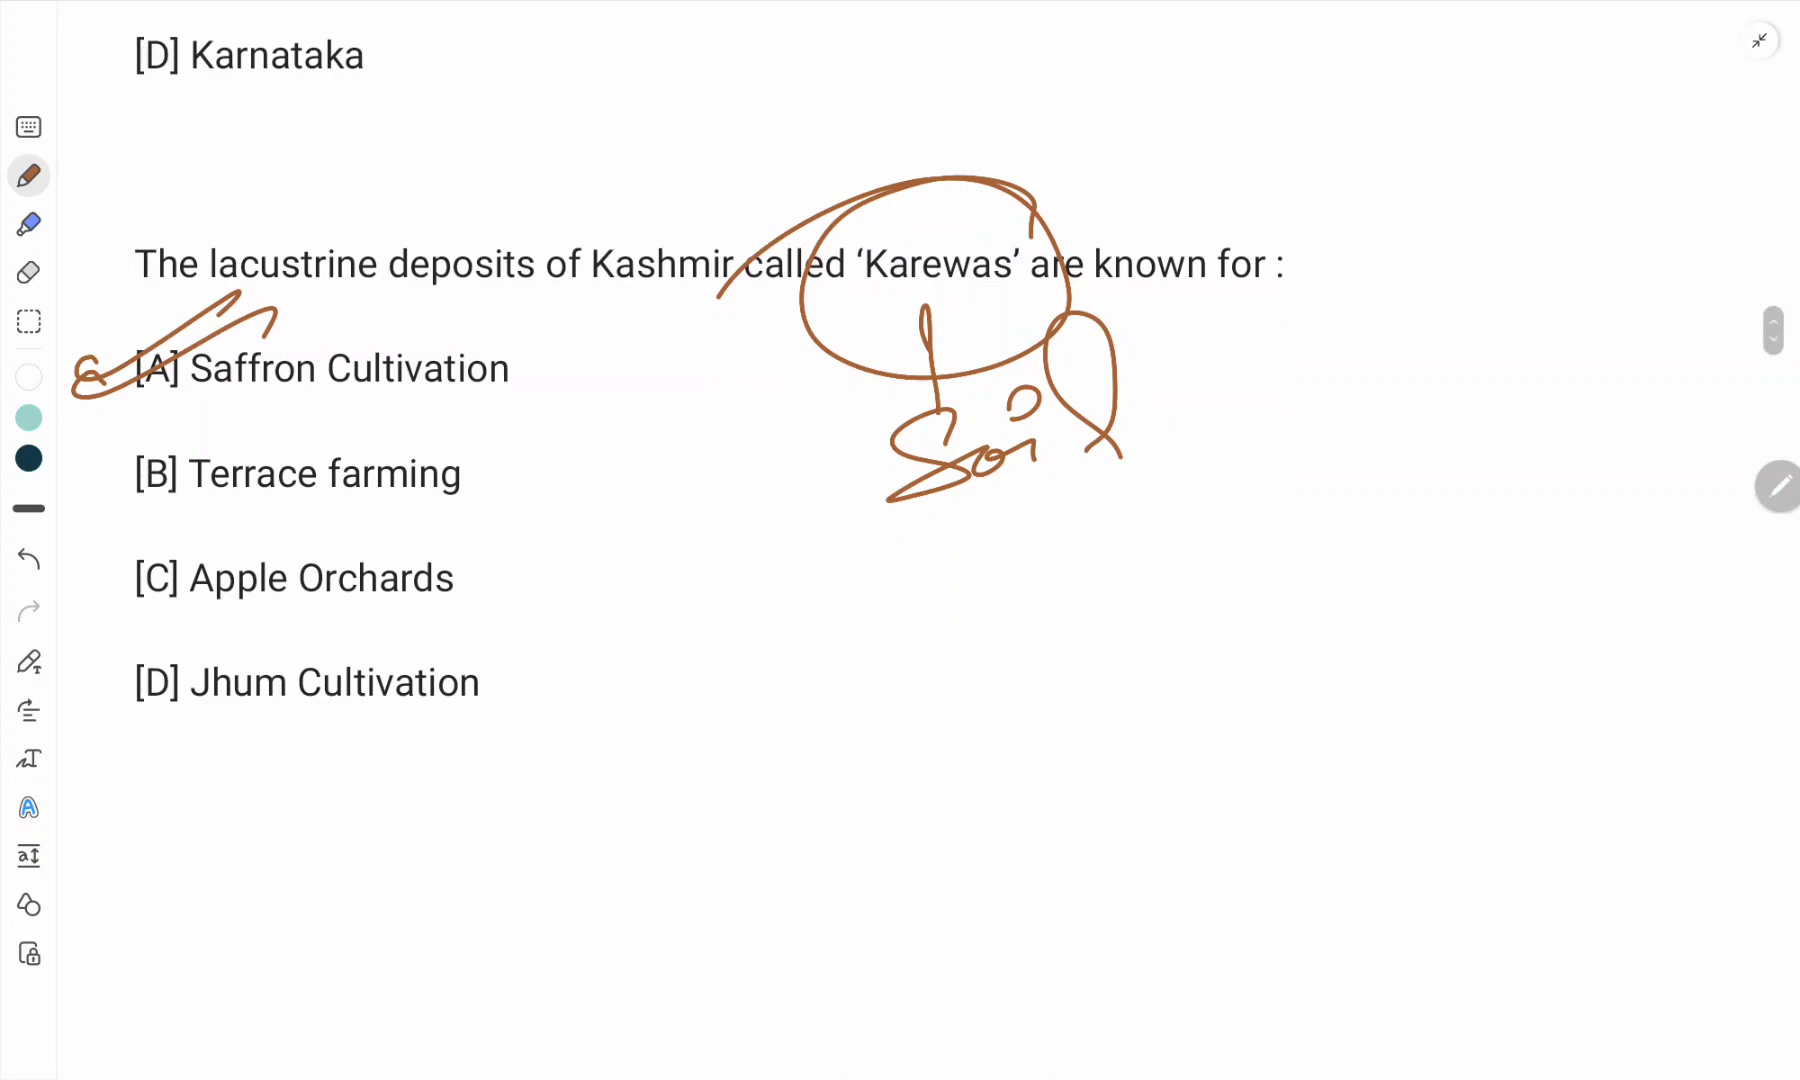 [D] Karnataka
The lacustrine deposits of Kashmir called ‘Karewas’ are known for :
[A] Saffron Cultivation
[B] Terrace farming
[C] Apple Orchards
[D] Jhum Cultivation
Soil